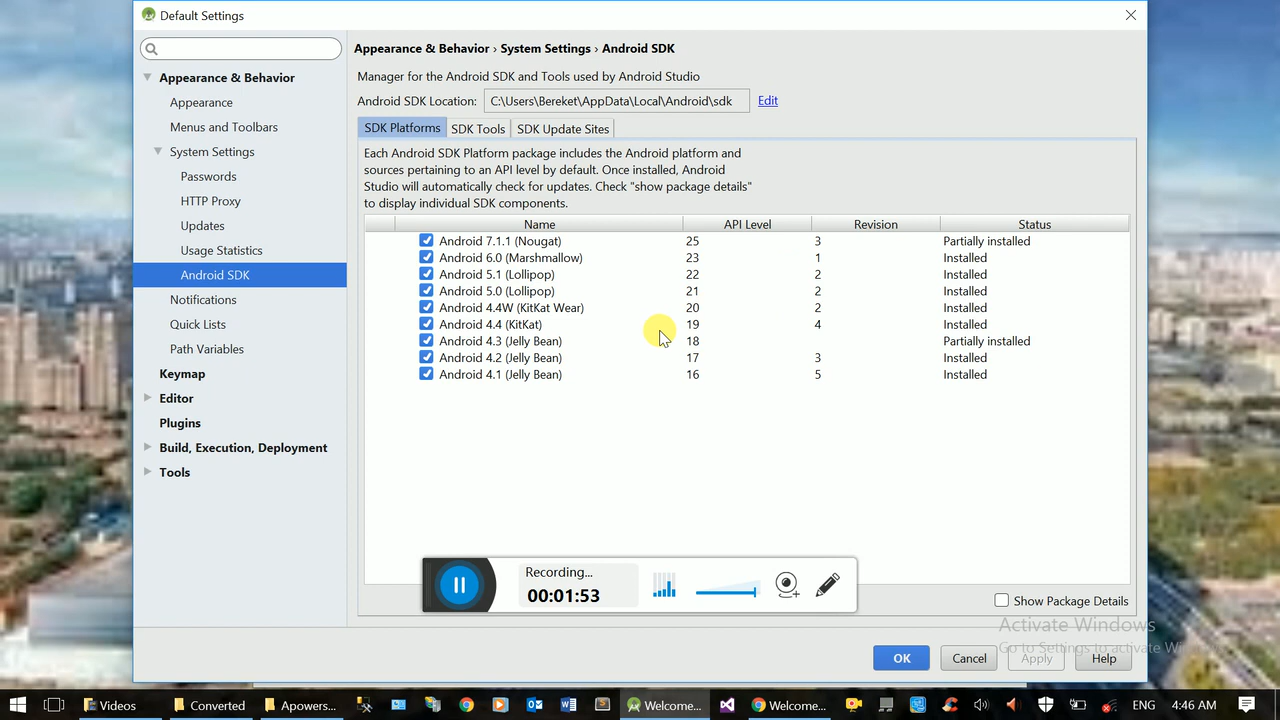 Default Settings
Appearance & Behavior › System Settings › Android SDK
Appearance & Behavior
Appearance
Menus and Toolbars
System Settings
Passwords
HTTP Proxy
Updates
Usage Statistics
Android SDK
Notifications
Quick Lists
Path Variables
Keymap
Editor
Plugins
Build, Execution, Deployment
Tools
Manager for the Android SDK and Tools used by Android Studio
Android SDK Location: C:\Users\Bereket\AppData\Local\Android\sdk Edit
SDK Platforms SDK Tools SDK Update Sites
Each Android SDK Platform package includes the Android platform and
sources pertaining to an API level by default. Once installed, Android
Studio will automatically check for updates. Check "show package details"
to display individual SDK components.
Name API Level Revision Status
Android 7.1.1 (Nougat) 25 3 Partially installed
Android 6.0 (Marshmallow) 23 1 Installed
Android 5.1 (Lollipop) 22 2 Installed
Android 5.0 (Lollipop) 21 2 Installed
Android 4.4W (KitKat Wear) 20 2 Installed
Android 4.4 (KitKat) 19 4 Installed
Android 4.3 (Jelly Bean) 18 Partially installed
Android 4.2 (Jelly Bean) 17 3 Installed
Android 4.1 (Jelly Bean) 16 5 Installed
Recording...
00:01:53
Show Package Details
Activate Windows
Go to Settings to activate
OK Cancel Apply Help
Videos Converted Apowers... Welcome... Welcome... ENG 4:46 AM